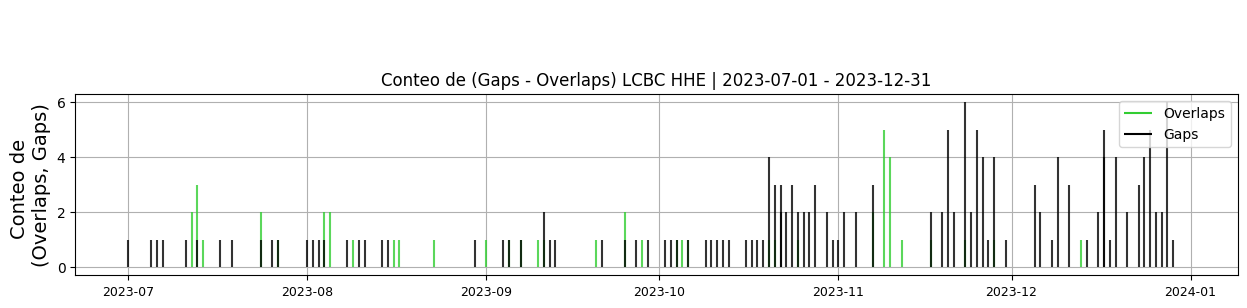 Conteo de (Gaps - Overlaps) LCBC HHE | 2023-07-01 - 2023-12-31
Conteo de
(Overlaps, Gaps)
6
4
2
0
Overlaps
Gaps
2023-07
2023-08
2023-09
2023-10
2023-11
2023-12
2024-01